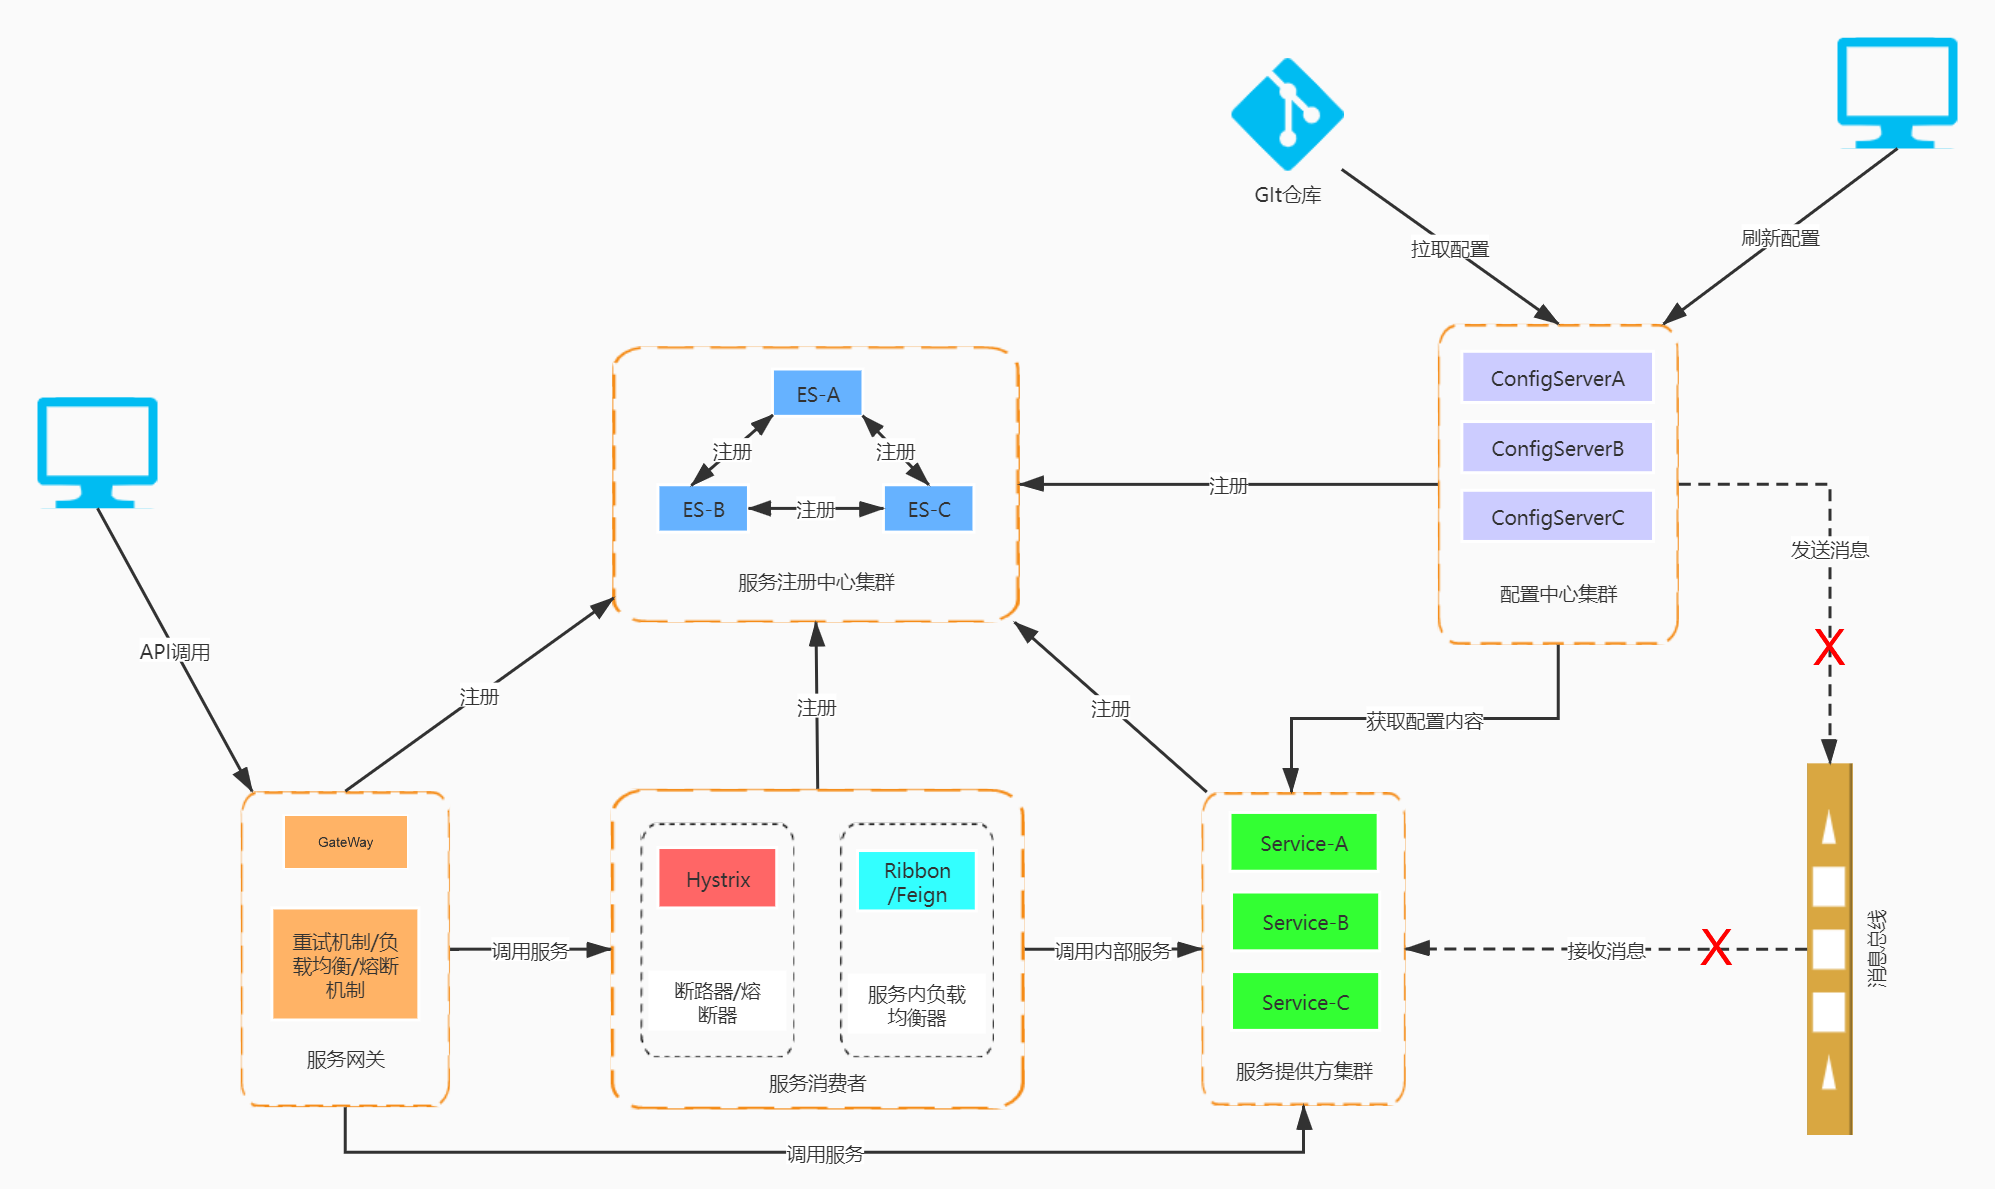 GIt仓库
拉取配置
刷新配置
ConfigServerA
ConfigServerB
ConfigServerC
配置中心集群
ES-A
注册
注册
ES-B
注册
ES-C
服务注册中心集群
注册
发送消息
X
API调用
注册
注册
注册
获取配置内容
GateWay
重试机制/负
载均衡/熔断
机制
服务网关
调用服务
Hystrix
断路器/熔
断器
Ribbon
/Feign
服务内负载
均衡器
服务消费者
调用内部服务
Service-A
Service-B
Service-C
服务提供方集群
接收消息
X
消息总线
调用服务